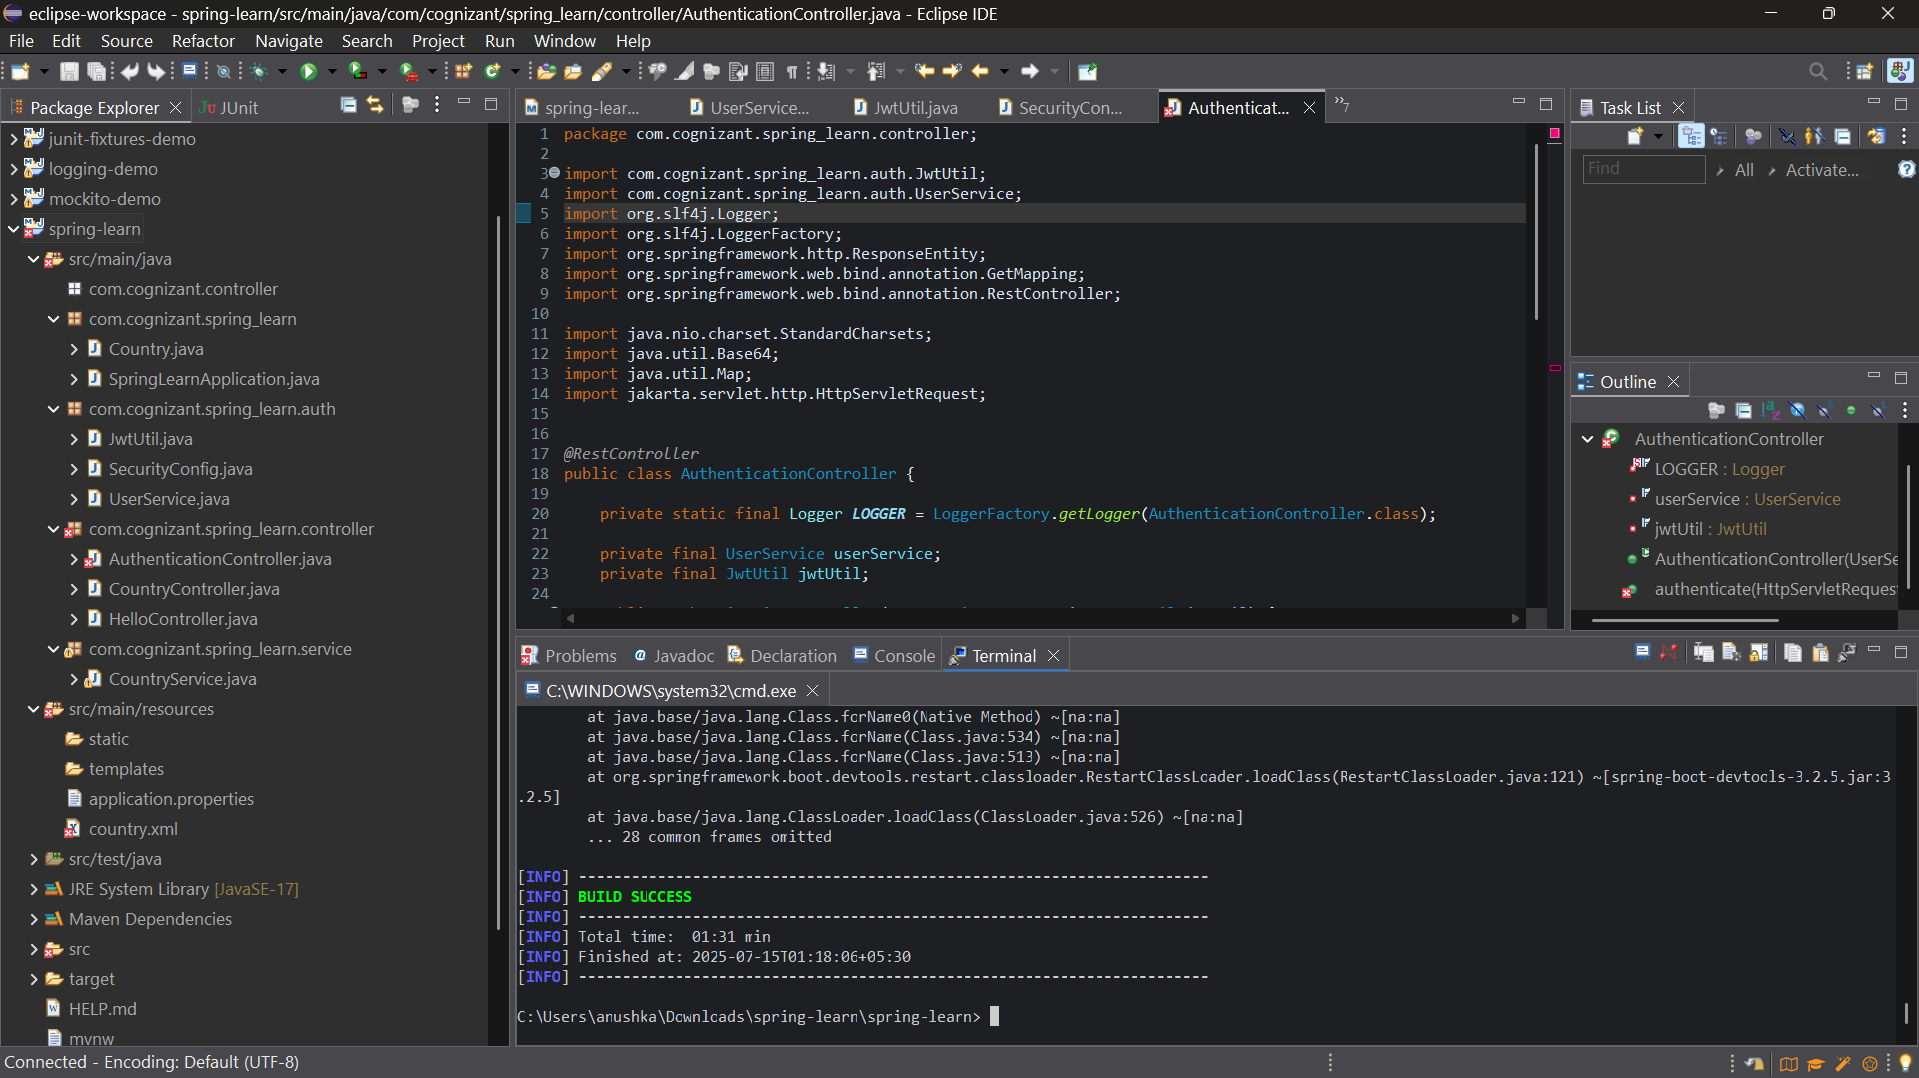 eclipse-workspace - spring-learn/src/main/java/com/cognizant/spring_learn/controller/AuthenticationController.java - Eclipse IDE
File Edit Source Refactor Navigate Search Project Run Window Help
Package Explorer
JUnit
junit-fixtures-demo
logging-demo
mockito-demo
spring-learn
src/main/java
com.cognizant.controller
com.cognizant.spring_learn
Country.java
SpringLearnApplication.java
com.cognizant.spring_learn.auth
JwtUtil.java
SecurityConfig.java
UserService.java
com.cognizant.spring_learn.controller
AuthenticationController.java
CountryController.java
HelloController.java
com.cognizant.spring_learn.service
CountryService.java
src/main/resources
static
templates
application.properties
country.xml
src/test/java
JRE System Library [JavaSE-17]
Maven Dependencies
src
target
HELP.md
mvnw
spring-lear... UserService... JwtUtil.java SecurityCon... Authenticat... »7
1 package com.cognizant.spring_learn.controller;
2
3 import com.cognizant.spring_learn.auth.JwtUtil;
4 import com.cognizant.spring_learn.auth.UserService;
5 import org.slf4j.Logger;
6 import org.slf4j.LoggerFactory;
7 import org.springframework.http.ResponseEntity;
8 import org.springframework.web.bind.annotation.GetMapping;
9 import org.springframework.web.bind.annotation.RestController;
10
11 import java.nio.charset.StandardCharsets;
12 import java.util.Base64;
13 import java.util.Map;
14 import jakarta.servlet.http.HttpServletRequest;
15
16
17 @RestController
18 public class AuthenticationController {
19
20 private static final Logger LOGGER = LoggerFactory.getLogger(AuthenticationController.class);
21
22 private final UserService userService;
23 private final JwtUtil jwtUtil;
24
Task List
Find
All
Activate...
Outline
AuthenticationController
LOGGER : Logger
userService : UserService
jwtUtil : JwtUtil
AuthenticationController(UserSe
authenticate(HttpServletReques
Problems Javadoc Declaration Console Terminal
C:\WINDOWS\system32\cmd.exe
at java.base/java.lang.Class.forName0(Native Method) ~[na:na]
at java.base/java.lang.Class.forName(Class.java:534) ~[na:na]
at java.base/java.lang.Class.forName(Class.java:513) ~[na:na]
at org.springframework.boot.devtools.restart.classloader.RestartClassLoader.loadClass(RestartClassLoader.java:121) ~[spring-boot-devtools-3.2.5.jar:3
.2.5]
at java.base/java.lang.ClassLoader.loadClass(ClassLoader.java:526) ~[na:na]
... 28 common frames omitted
[INFO] ------------------------------------------------------------------------
[INFO] BUILD SUCCESS
[INFO] ------------------------------------------------------------------------
[INFO] Total time:  01:31 min
[INFO] Finished at: 2025-07-15T01:18:06+05:30
[INFO] ------------------------------------------------------------------------
C:\Users\anushka\Downloads\spring-learn\spring-learn>
Connected - Encoding: Default (UTF-8)